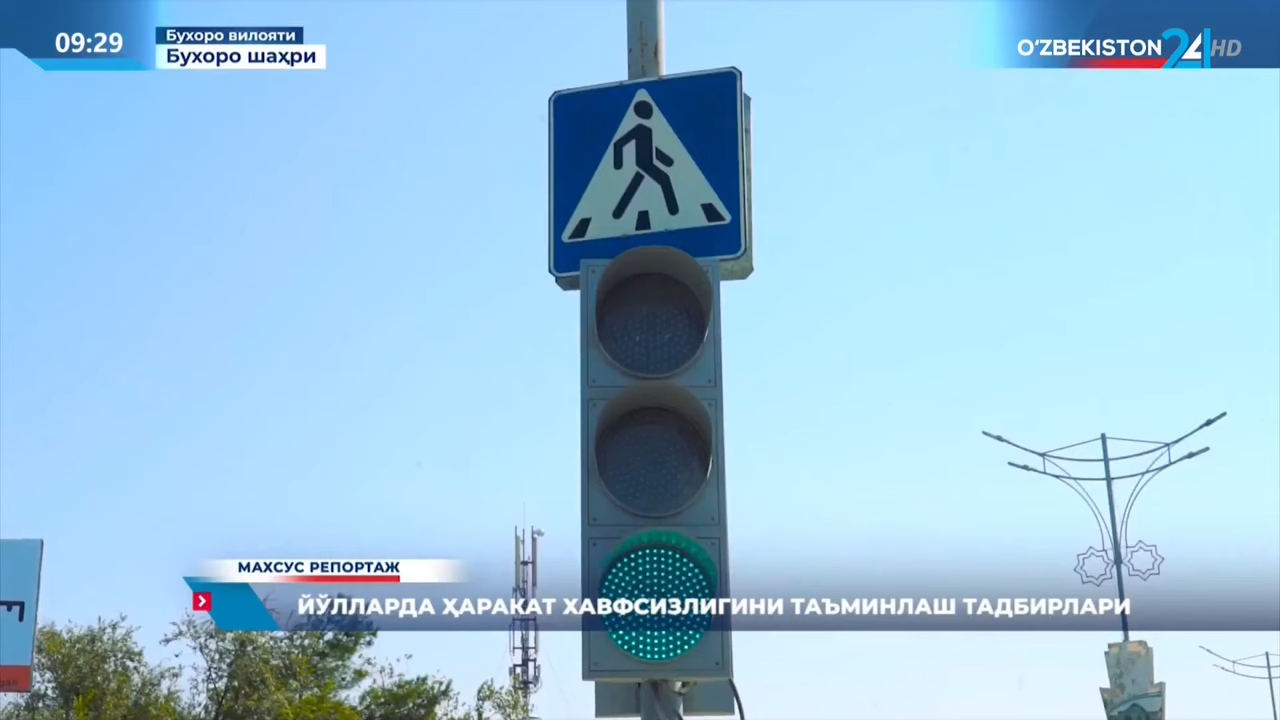 09:29
Бухоро вилояти
Бухоро шаҳри
O‘ZBEKISTON 24 HD
МАХСУС РЕПОРТАЖ
ЙЎЛЛАРДА ҲАРАКАТ ХАВФСИЗЛИГИНИ ТАЪМИНЛАШ ТАДБИРЛАРИ